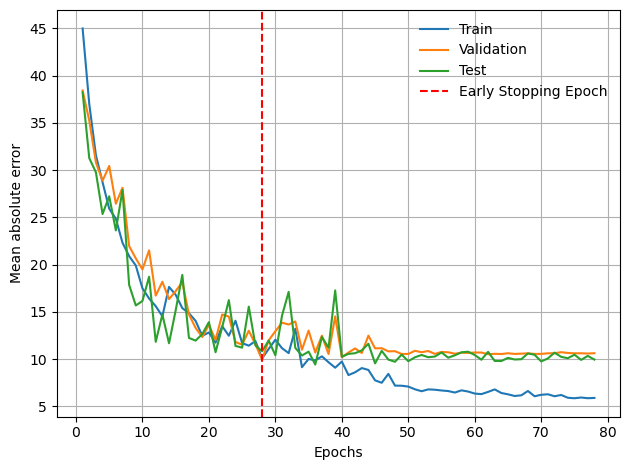 45
40
35
30
25
20
15
10
5
Mean absolute error
0 10 20 30 40 50 60 70 80
Epochs
Train
Validation
Test
Early Stopping Epoch